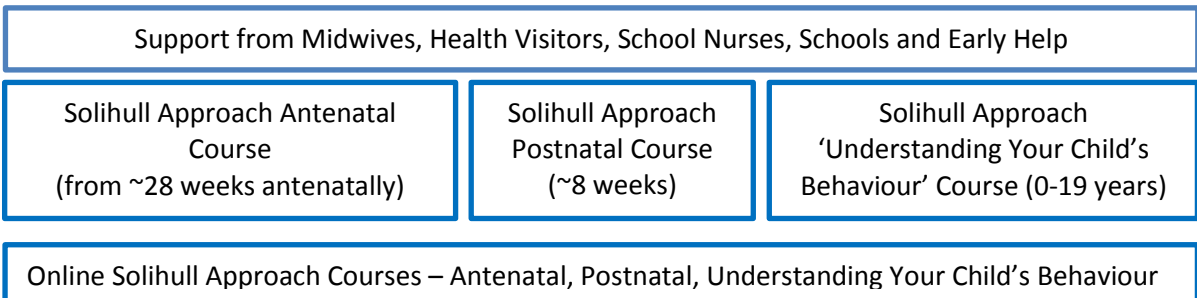 Support from Midwives, Health Visitors, School Nurses, Schools and Early Help
Solihull Approach Antenatal
Course
(from ~28 weeks antenatally)
Solihull Approach
Postnatal Course
(~8 weeks)
Solihull Approach
‘Understanding Your Child’s
Behaviour’ Course (0-19 years)
Online Solihull Approach Courses – Antenatal, Postnatal, Understanding Your Child’s Behaviour